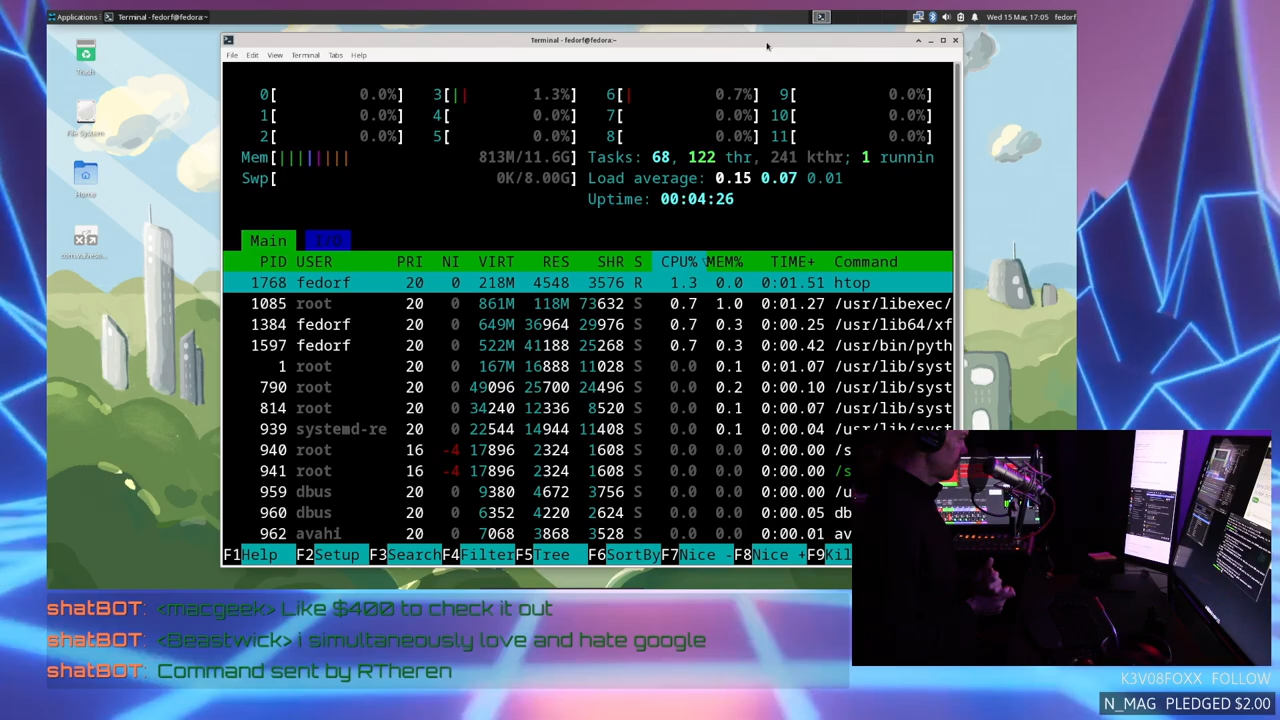 Applications
Terminal - fedorf@fedora:~
Wed 15 Mar, 17:05
fedorf
Trash
File System
Home
com.valveso...
Terminal - fedorf@fedora:~
File Edit View Terminal Tabs Help
0[ 0.0%] 3[|| 1.3%] 6[| 0.7%] 9[ 0.0%]
1[ 0.0%] 4[ 0.0%] 7[ 0.0%] 10[ 0.0%]
2[ 0.0%] 5[ 0.0%] 8[ 0.0%] 11[ 0.0%]
Mem[||||||||| 813M/11.6G] Tasks: 68, 122 thr, 241 kthr; 1 runnin
Swp[ 0K/8.00G] Load average: 0.15 0.07 0.01
Uptime: 00:04:26
Main I/O
PID USER PRI NI VIRT RES SHR S CPU%▽MEM% TIME+ Command
1768 fedorf 20 0 218M 4548 3576 R 1.3 0.0 0:01.51 htop
1085 root 20 0 861M 118M 73632 S 0.7 1.0 0:01.27 /usr/libexec/
1384 fedorf 20 0 649M 36964 29976 S 0.7 0.3 0:00.25 /usr/lib64/xf
1597 fedorf 20 0 522M 41188 25268 S 0.7 0.3 0:00.42 /usr/bin/pyth
1 root 20 0 167M 16888 11028 S 0.0 0.1 0:01.07 /usr/lib/syst
790 root 20 0 49096 25700 24496 S 0.0 0.2 0:00.10 /usr/lib/syst
814 root 20 0 34240 12336 8520 S 0.0 0.1 0:00.07 /usr/lib/syst
939 systemd-re 20 0 22544 14944 11408 S 0.0 0.1 0:00.04 /usr/lib/syst
940 root 16 -4 17896 2324 1608 S 0.0 0.0 0:00.00 /s
941 root 16 -4 17896 2324 1608 S 0.0 0.0 0:00.00 /s
959 dbus 20 0 9380 4672 3756 S 0.0 0.0 0:00.00 /u
960 dbus 20 0 6352 4220 2624 S 0.0 0.0 0:00.05 db
962 avahi 20 0 7068 3868 3528 S 0.0 0.0 0:00.01 av
F1Help F2Setup F3SearchF4FilterF5Tree F6SortByF7Nice -F8Nice +F9Kil
shatBOT: <macgeek> Like $400 to check it out
shatBOT: <Beastwick> i simultaneously love and hate google
shatBOT: Command sent by RTheren
K3V08FOXX FOLLOW
N_MAG PLEDGED $2.00